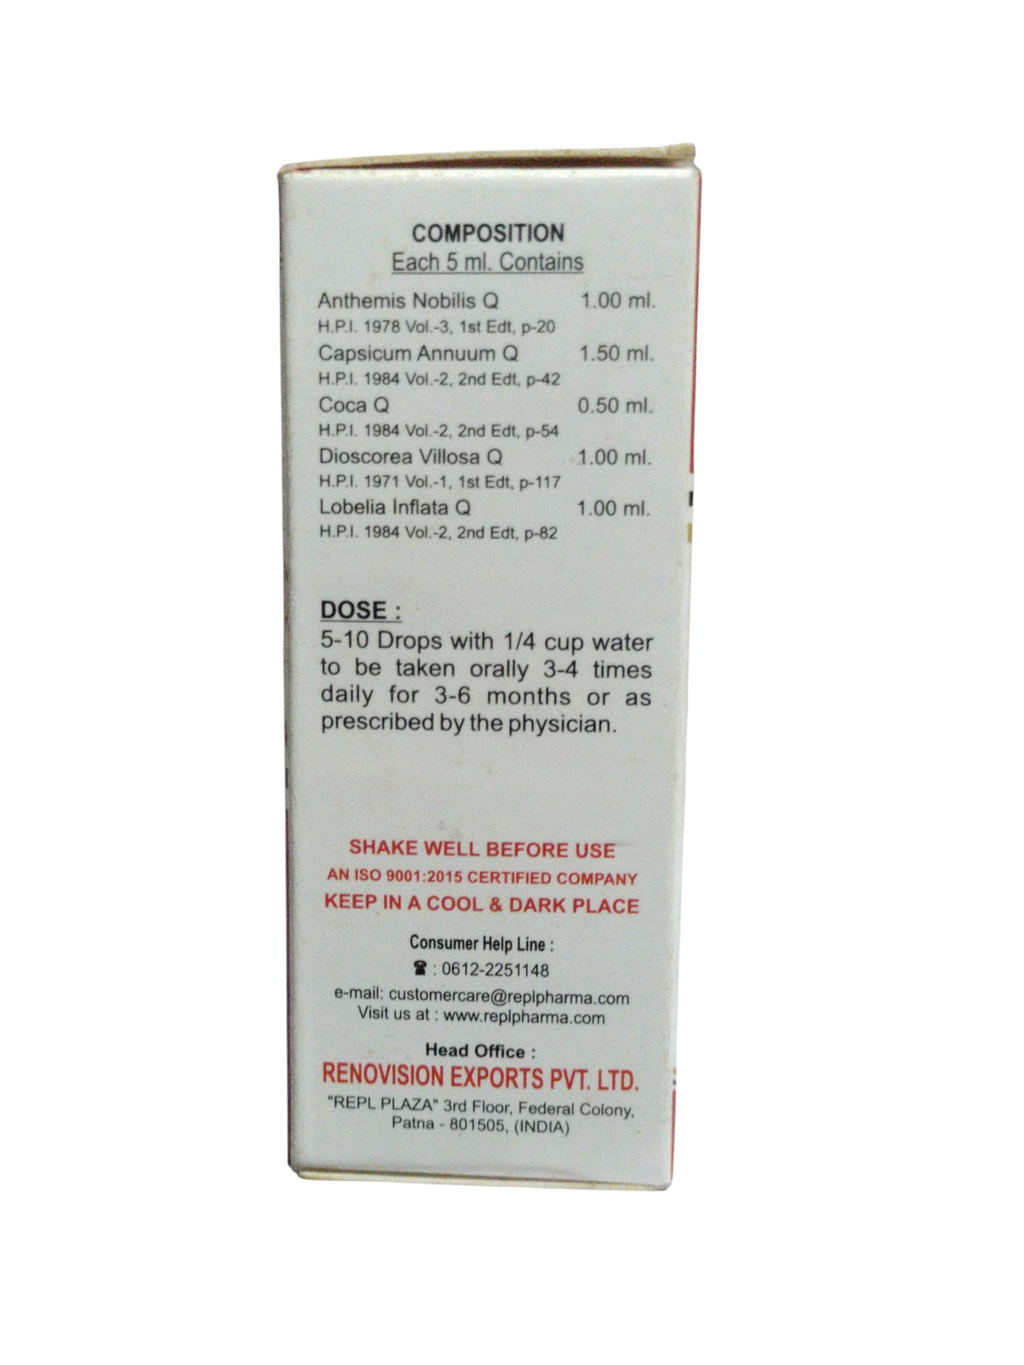 COMPOSITION
Each 5 ml. Contains
Anthemis Nobilis Q 1.00 ml.
H.P.I. 1978 Vol.-3, 1st Edt, p-20
Capsicum Annuum Q 1.50 ml.
H.P.I. 1984 Vol.-2, 2nd Edt, p-42
Coca Q 0.50 ml.
H.P.I. 1984 Vol.-2, 2nd Edt, p-54
Dioscorea Villosa Q 1.00 ml.
H.P.I. 1971 Vol.-1, 1st Edt, p-117
Lobelia Inflata Q 1.00 ml.
H.P.I. 1984 Vol.-2, 2nd Edt, p-82
DOSE :
5-10 Drops with 1/4 cup water
to be taken orally 3-4 times
daily for 3-6 months or as
prescribed by the physician.
SHAKE WELL BEFORE USE
AN ISO 9001:2015 CERTIFIED COMPANY
KEEP IN A COOL & DARK PLACE
Consumer Help Line :
☎ : 0612-2251148
e-mail: customercare@replpharma.com
Visit us at : www.replpharma.com
Head Office :
RENOVISION EXPORTS PVT. LTD.
"REPL PLAZA" 3rd Floor, Federal Colony,
Patna - 801505, (INDIA)